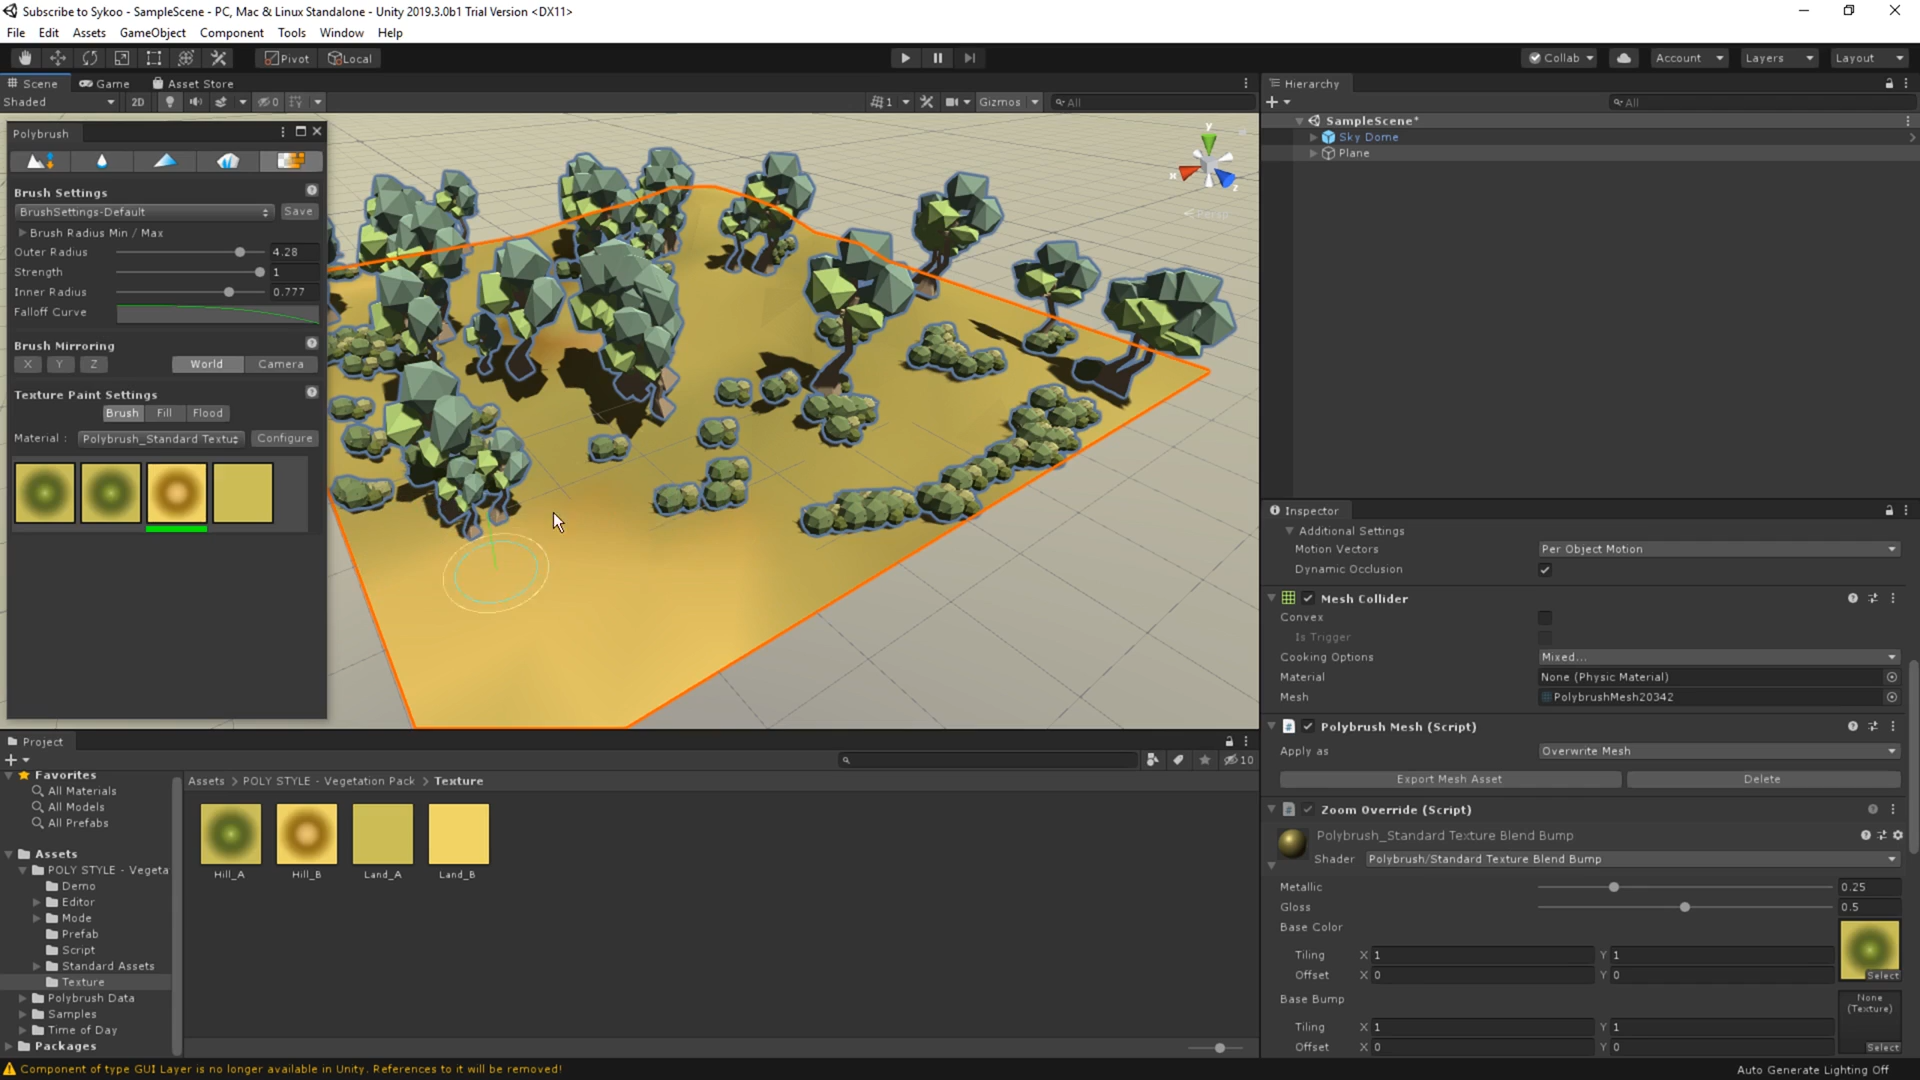 Subscribe to Sykoo - SampleScene - PC, Mac & Linux Standalone - Unity 2019.3.0b1 Trial Version <DX11>
File Edit Assets GameObject Component Tools Window Help
Pivot Local Collab Account Layers Layout
Scene Game Asset Store
Shaded 2D 0 1 Gizmos All
Polybrush
Brush Settings
BrushSettings-Default Save
Brush Radius Min / Max
Outer Radius 4.28
Strength 1
Inner Radius 0.777
Falloff Curve
Brush Mirroring
X Y Z World Camera
Texture Paint Settings
Brush Fill Flood
Material : Polybrush_Standard Textu Configure
y
x
z
Persp
Hierarchy
All
SampleScene*
Sky Dome
Plane
Inspector
Additional Settings
Motion Vectors Per Object Motion
Dynamic Occlusion
Mesh Collider
Convex
Is Trigger
Cooking Options Mixed...
Material None (Physic Material)
Mesh PolybrushMesh20342
Polybrush Mesh (Script)
Apply as Overwrite Mesh
Export Mesh Asset Delete
Zoom Override (Script)
Polybrush_Standard Texture Blend Bump
Shader Polybrush/Standard Texture Blend Bump
Metallic 0.25
Gloss 0.5
Base Color
Tiling X 1 Y 1
Offset X 0 Y 0
Select
Base Bump
None
(Texture)
Tiling X 1 Y 1
Offset X 0 Y 0
Select
Project
10
Favorites
All Materials
All Models
All Prefabs
Assets
POLY STYLE - Vegeta
Demo
Editor
Mode
Prefab
Script
Standard Assets
Texture
Polybrush Data
Samples
Time of Day
Packages
Assets > POLY STYLE - Vegetation Pack > Texture
Hill_A Hill_B Land_A Land_B
Component of type GUI Layer is no longer available in Unity. References to it will be removed!
Auto Generate Lighting Off